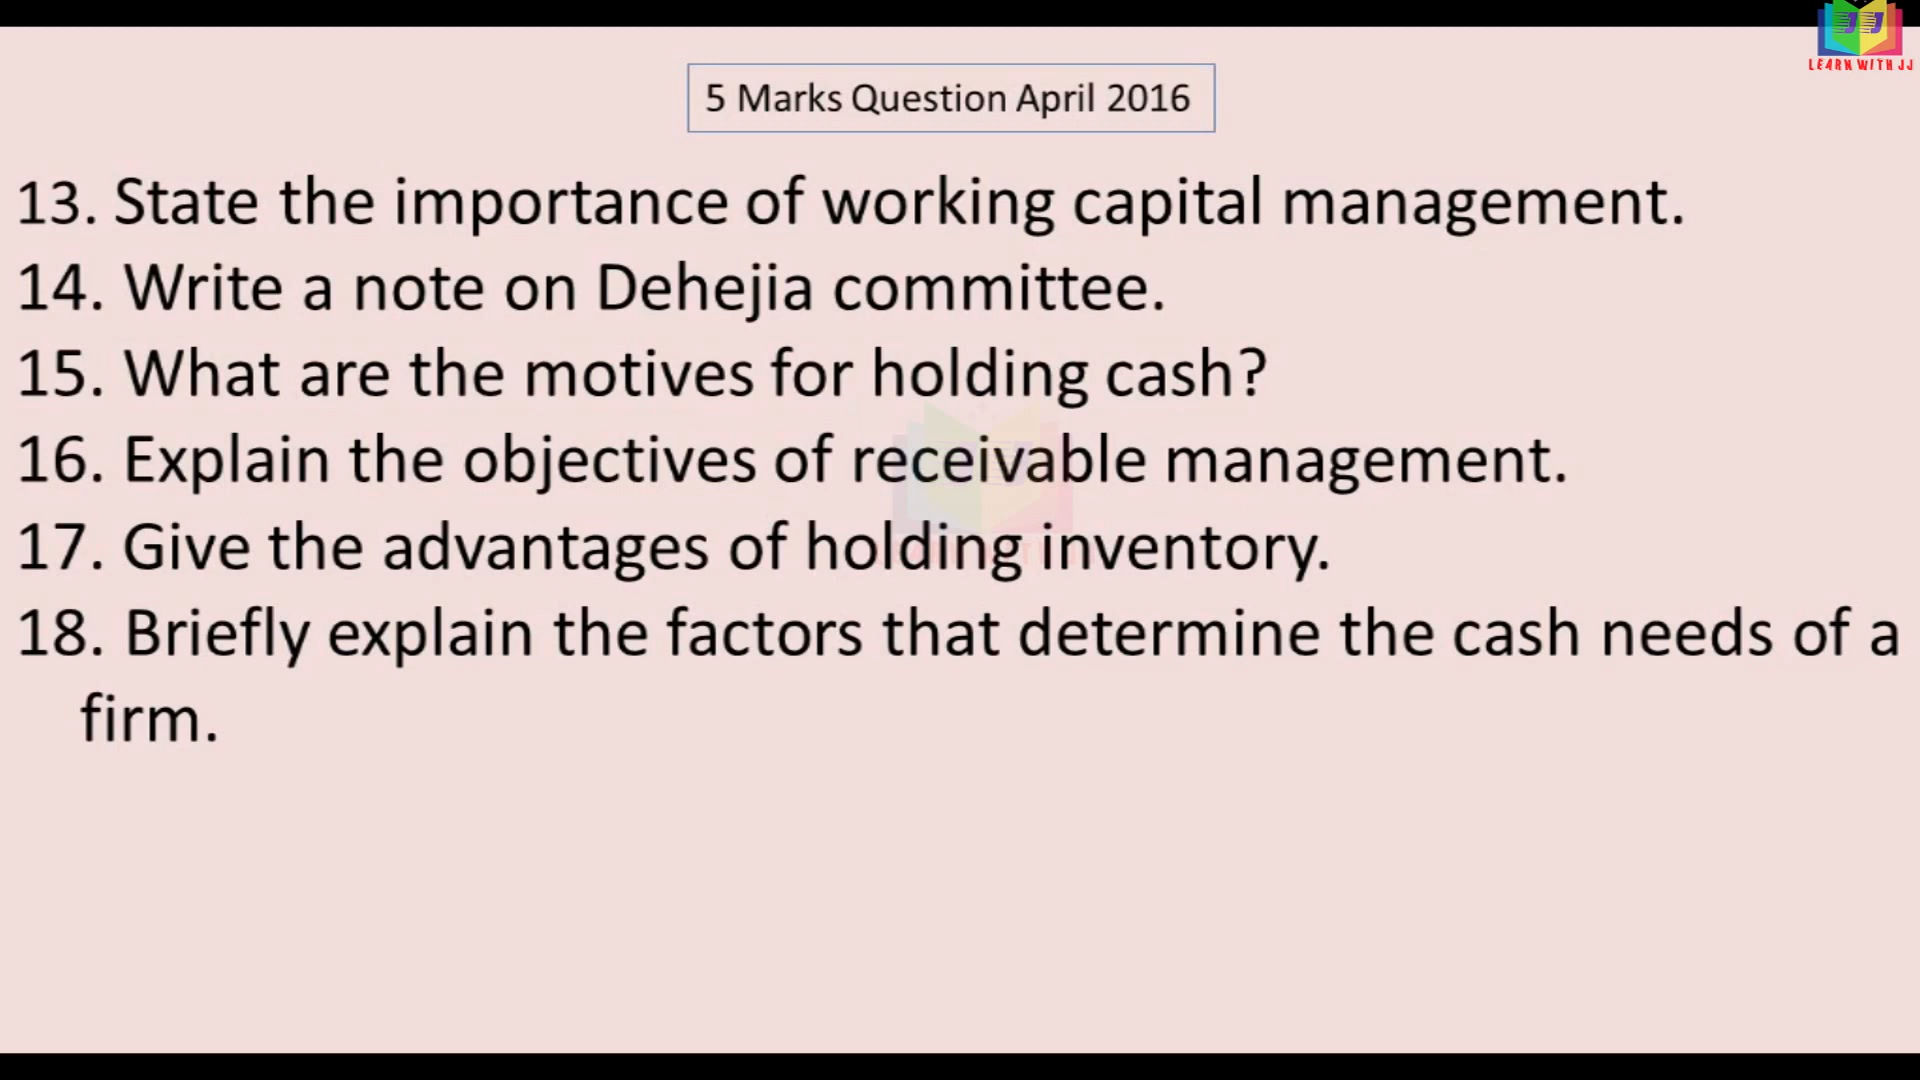 LEARN WITH JJ
5 Marks Question April 2016
13. State the importance of working capital management.
14. Write a note on Dehejia committee.
15. What are the motives for holding cash?
16. Explain the objectives of receivable management.
17. Give the advantages of holding inventory.
18. Briefly explain the factors that determine the cash needs of a
firm.